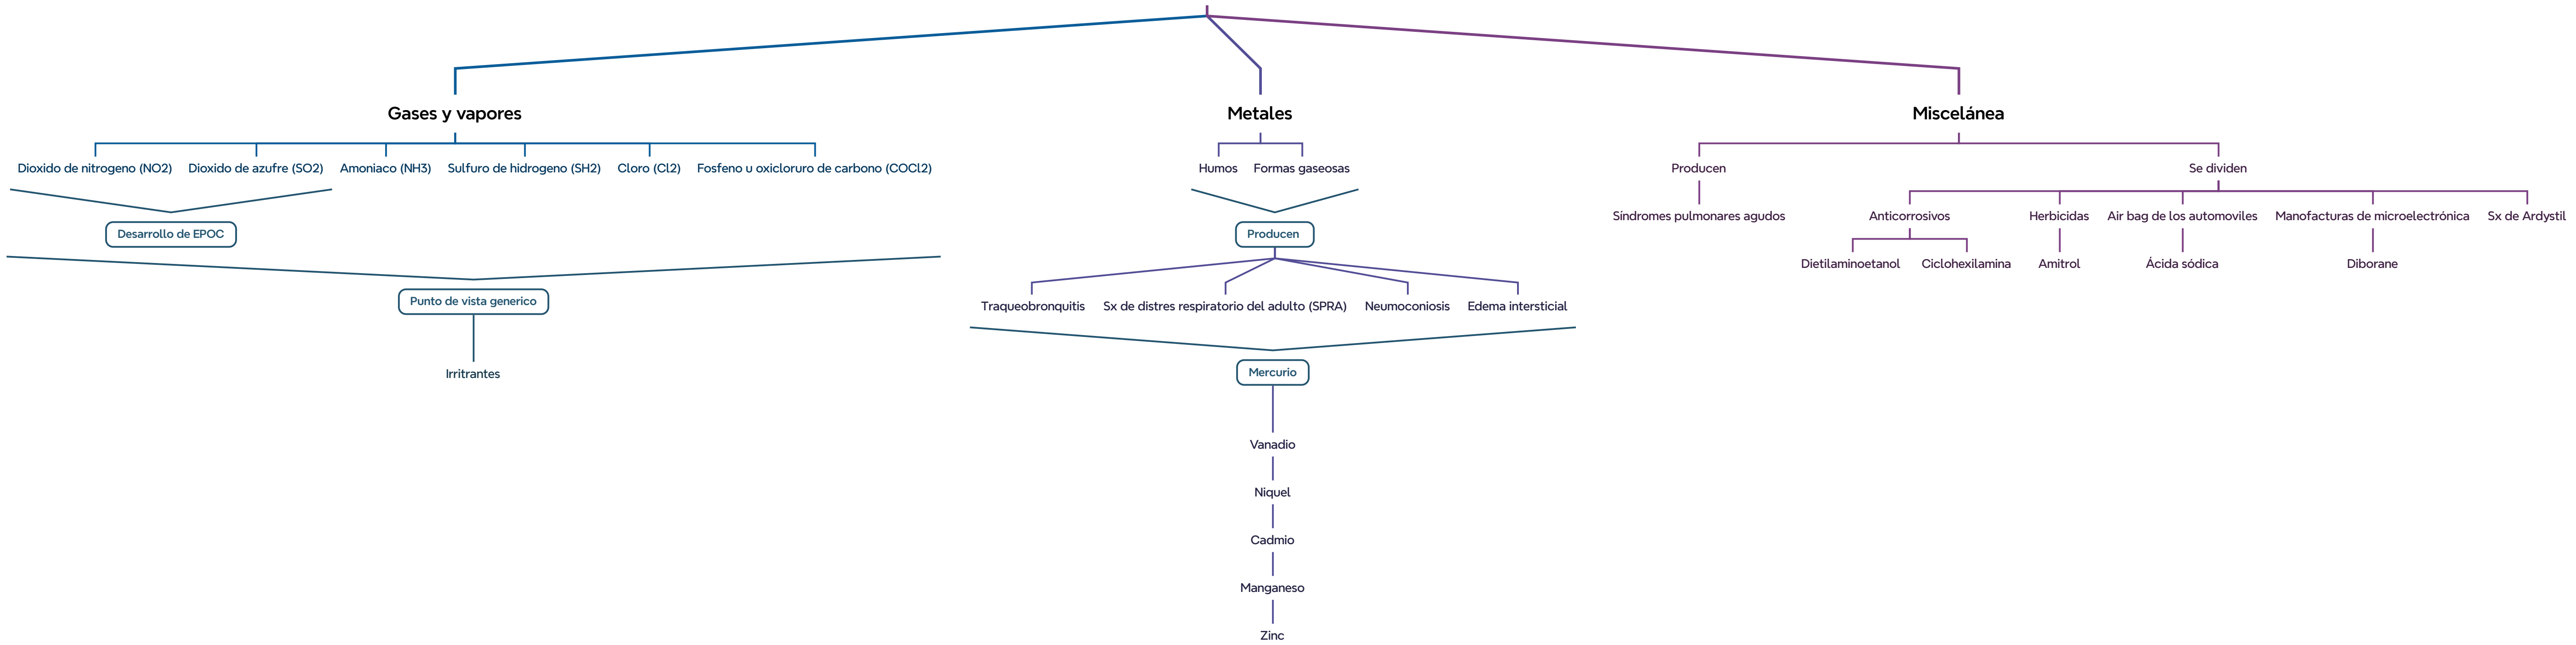 Gases y vapores
Metales
Miscelánea
Dioxido de nitrogeno (NO2)
Dioxido de azufre (SO2)
Amoniaco (NH3)
Sulfuro de hidrogeno (SH2)
Cloro (Cl2)
Fosfeno u oxicloruro de carbono (COCl2)
Humos
Formas gaseosas
Producen
Se dividen
Síndromes pulmonares agudos
Anticorrosivos
Herbicidas
Air bag de los automoviles
Manofacturas de microelectrónica
Sx de Ardystil
Desarrollo de EPOC
Producen
Dietilaminoetanol
Ciclohexilamina
Amitrol
Ácida sódica
Diborane
Punto de vista generico
Traqueobronquitis
Sx de distres respiratorio del adulto (SPRA)
Neumoconiosis
Edema intersticial
Irritrantes
Mercurio
Vanadio
Niquel
Cadmio
Manganeso
Zinc